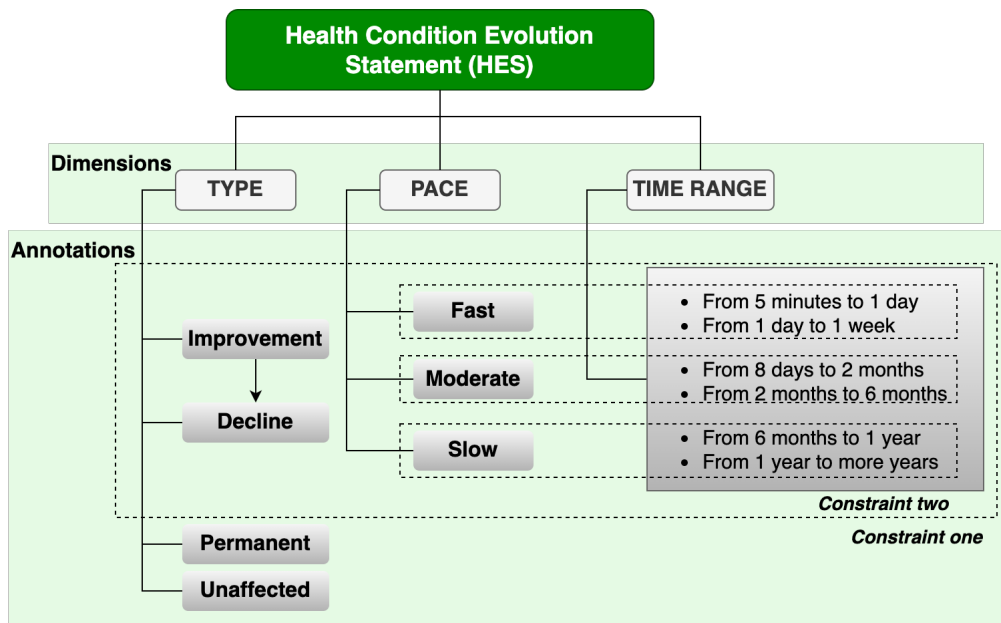 Health Condition Evolution
Statement (HES)
Dimensions
TYPE
PACE
TIME RANGE
Annotations
Improvement
Decline
Permanent
Unaffected
Fast
Moderate
Slow
• From 5 minutes to 1 day
• From 1 day to 1 week
• From 8 days to 2 months
• From 2 months to 6 months
• From 6 months to 1 year
• From 1 year to more years
Constraint two
Constraint one